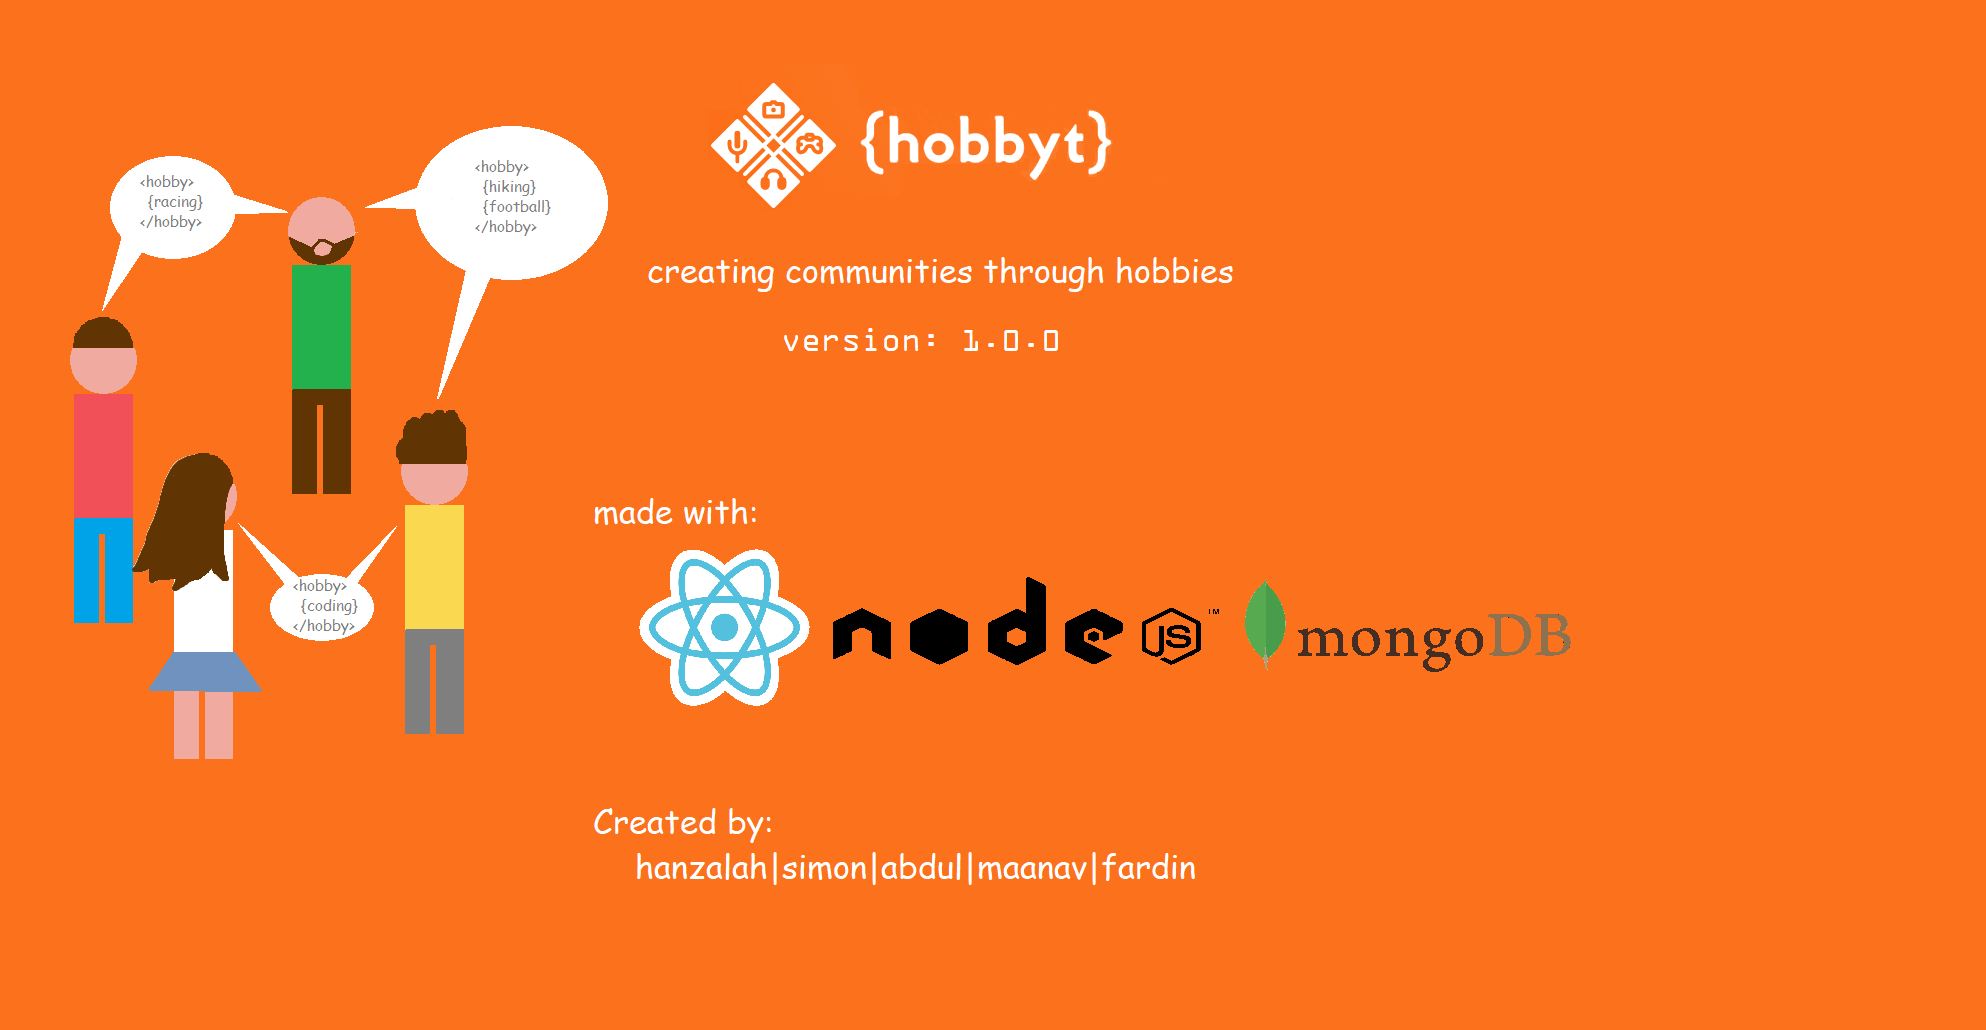 {hobbyt}
creating communities through hobbies
version: 1.0.0
<hobby>
{racing}
</hobby>
<hobby>
{hiking}
{football}
</hobby>
<hobby>
{coding}
</hobby>
made with:
node JS ™ mongoDB
Created by:
hanzalah|simon|abdul|maanav|fardin